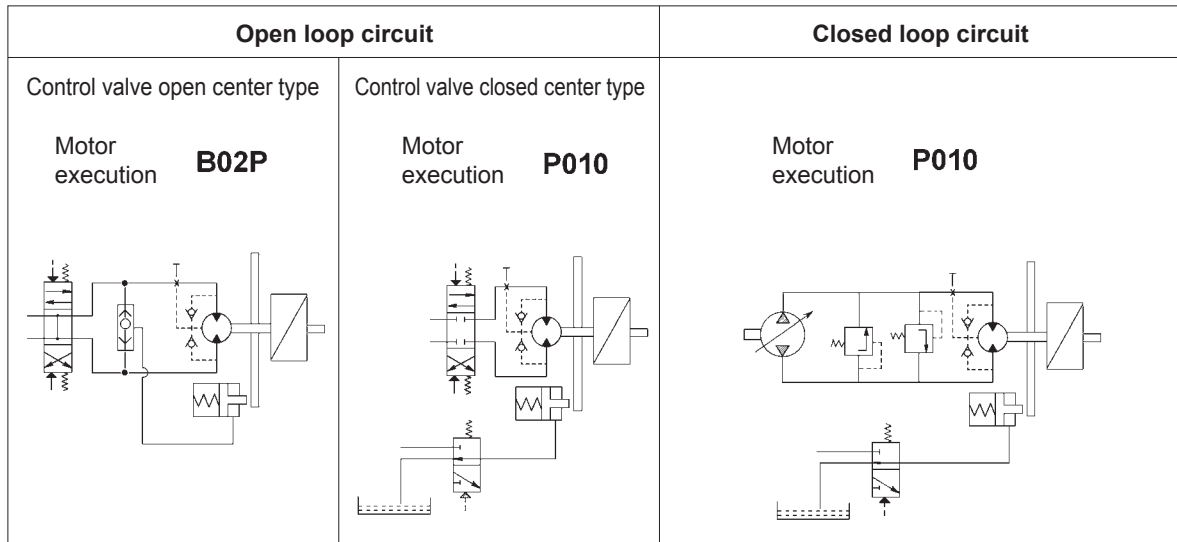 Open loop circuit
Closed loop circuit
Control valve open center type
Control valve closed center type
Motor
execution
B02P
Motor
execution
P010
Motor
execution
P010